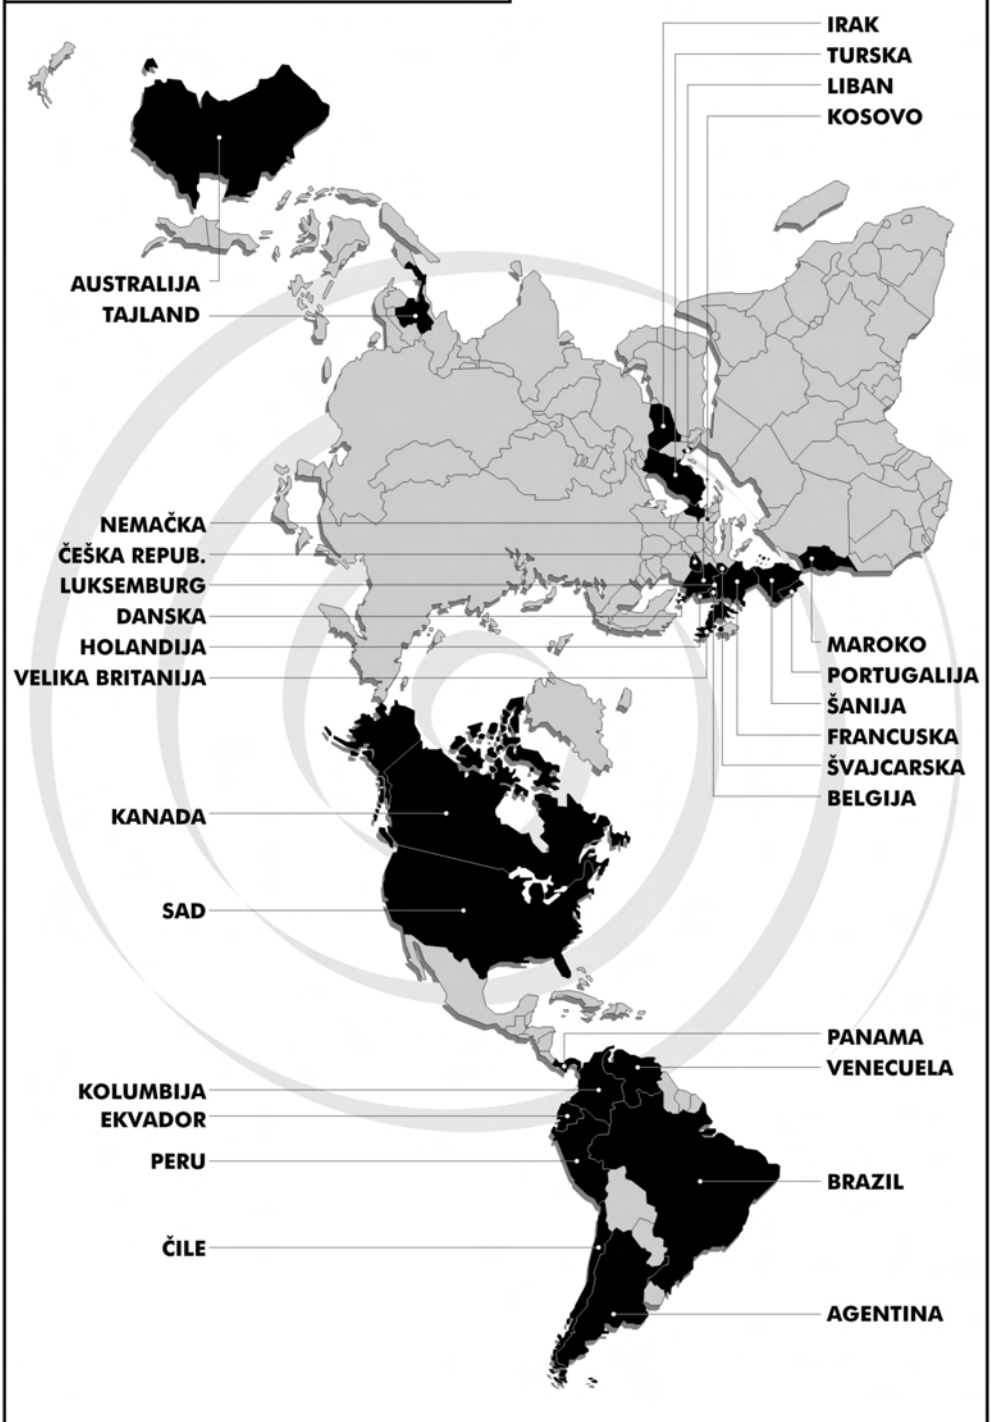 IRAK
TURSKA
LIBAN
KOSOVO
AUSTRALIJA
TAJLAND
NEMAČKA
ČEŠKA REPUB.
LUKSEMBURG
DANSKA
HOLANDIJA
VELIKA BRITANIJA
MAROKO
PORTUGALIJA
ŠANIJA
FRANCUSKA
ŠVAJCARSKA
BELGIJA
KANADA
SAD
PANAMA
VENECUELA
KOLUMBIJA
EKVADOR
PERU
BRAZIL
ČILE
AGENTINA